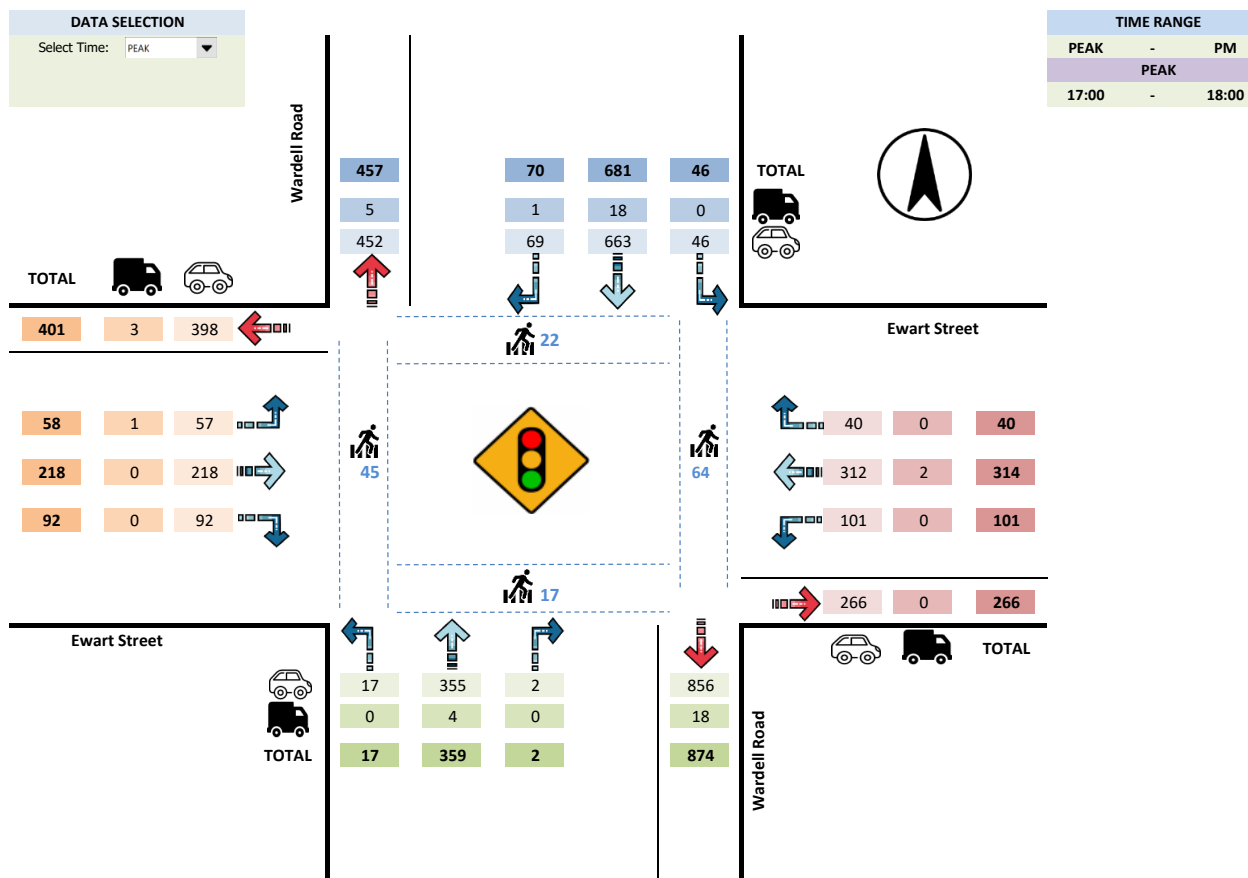 DATA SELECTION
Select Time: PEAK
TIME RANGE
PEAK - PM
PEAK
17:00 - 18:00
Wardell Road
457 70 681 46 TOTAL
5 1 18 0
452 69 663 46
TOTAL
401 3 398
Ewart Street
22
58 1 57
40 0 40
45
64
218 0 218
312 2 314
92 0 92
101 0 101
17
266 0 266
Ewart Street
TOTAL
17 355 2 856
0 4 0 18
TOTAL 17 359 2 874
Wardell Road